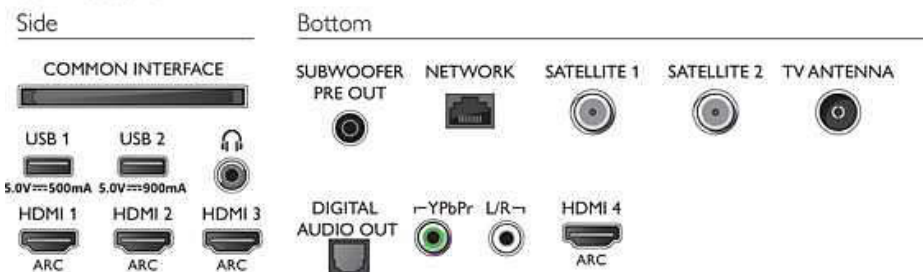 Side
COMMON INTERFACE
USB 1 USB 2
5.0V⎓500mA 5.0V⎓900mA
HDMI 1 HDMI 2 HDMI 3
ARC ARC ARC
Bottom
SUBWOOFER PRE OUT NETWORK SATELLITE 1 SATELLITE 2 TV ANTENNA
DIGITAL AUDIO OUT YPbPr L/R HDMI 4
ARC